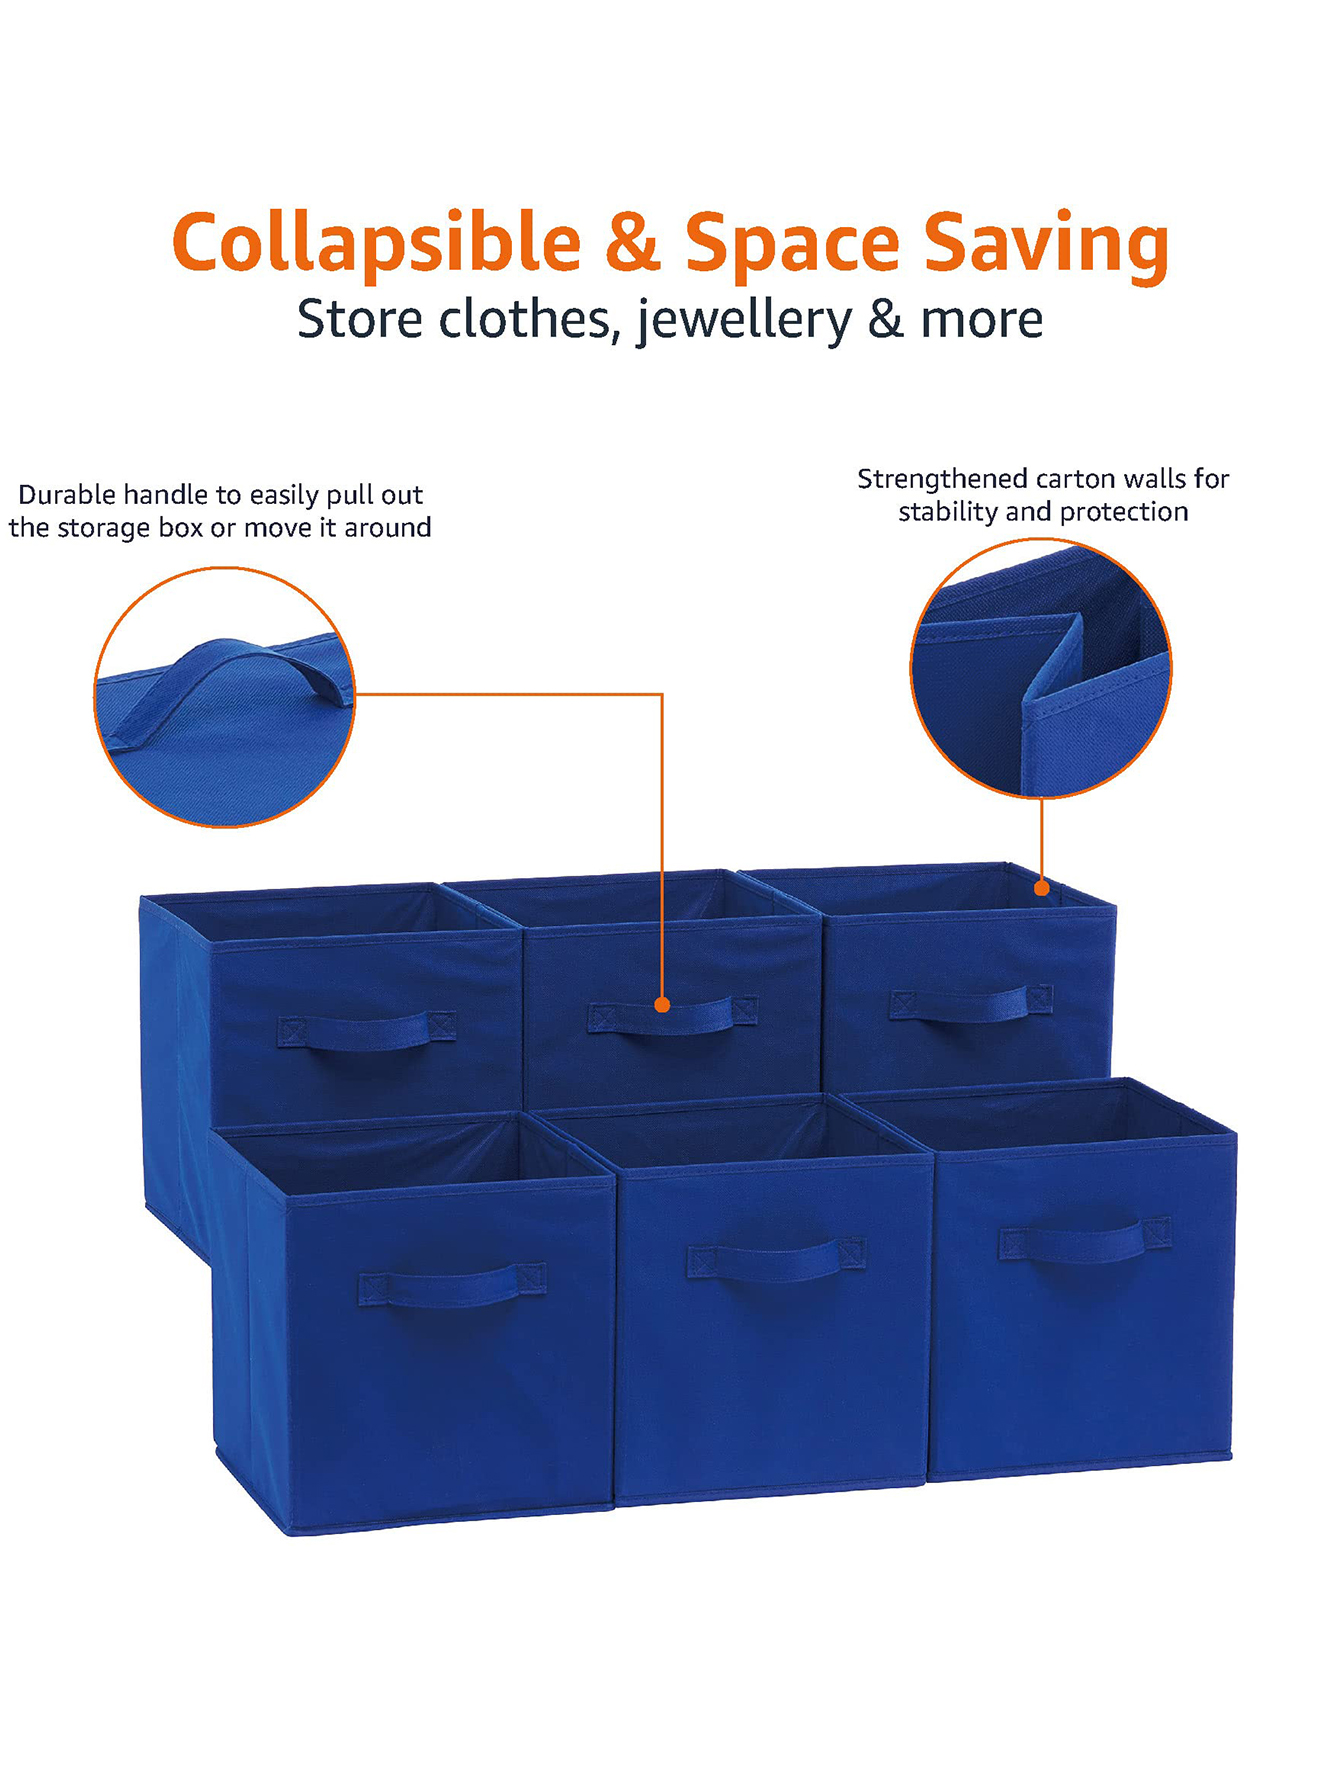 Collapsible & Space Saving
Store clothes, jewellery & more
Durable handle to easily pull out
the storage box or move it around
Strengthened carton walls for
stability and protection